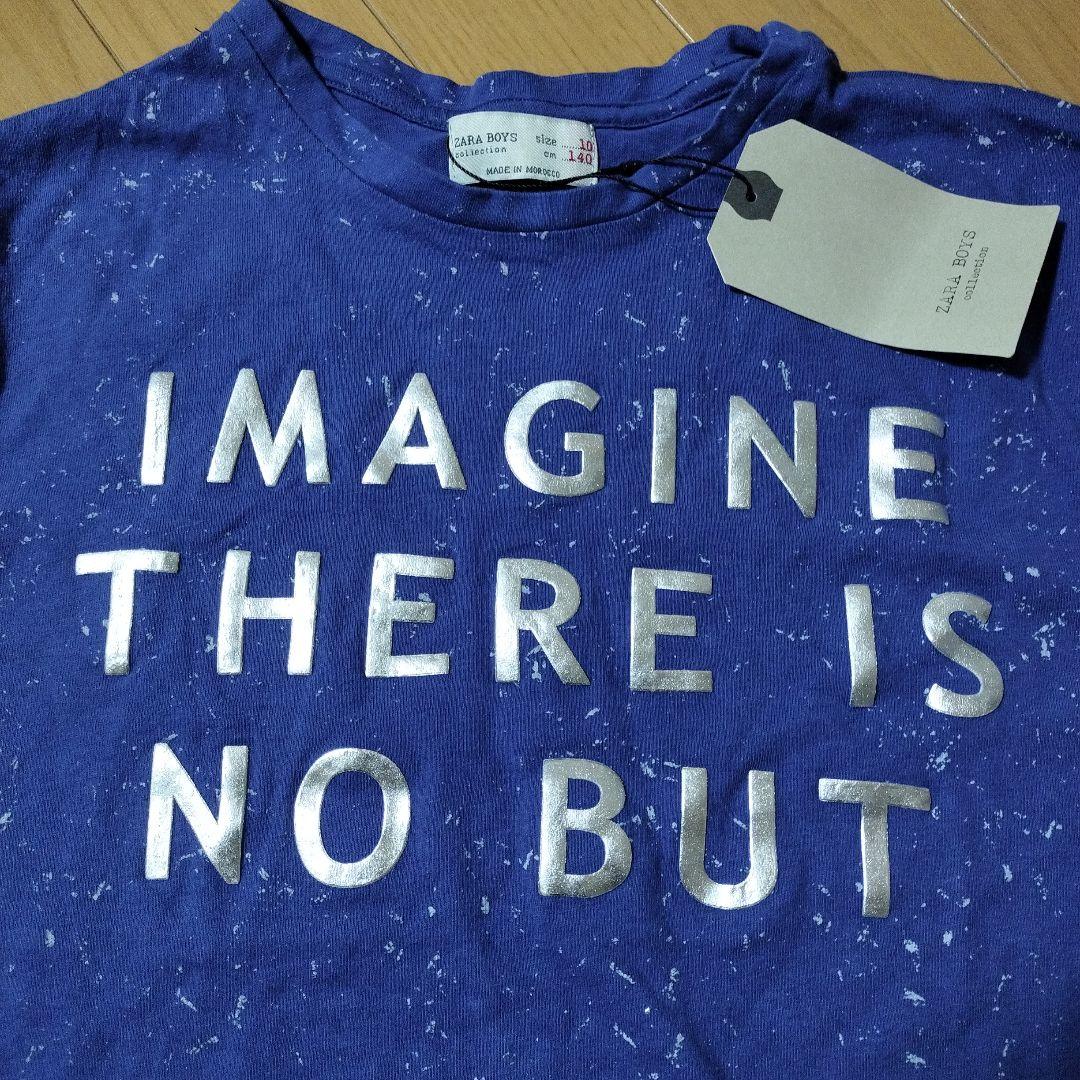 ZARA BOYS
collection
size ......10
cm ...140
MADE IN MOROCCO
ZARA BOYS
collection
IMAGINE
THERE IS
NO BUT